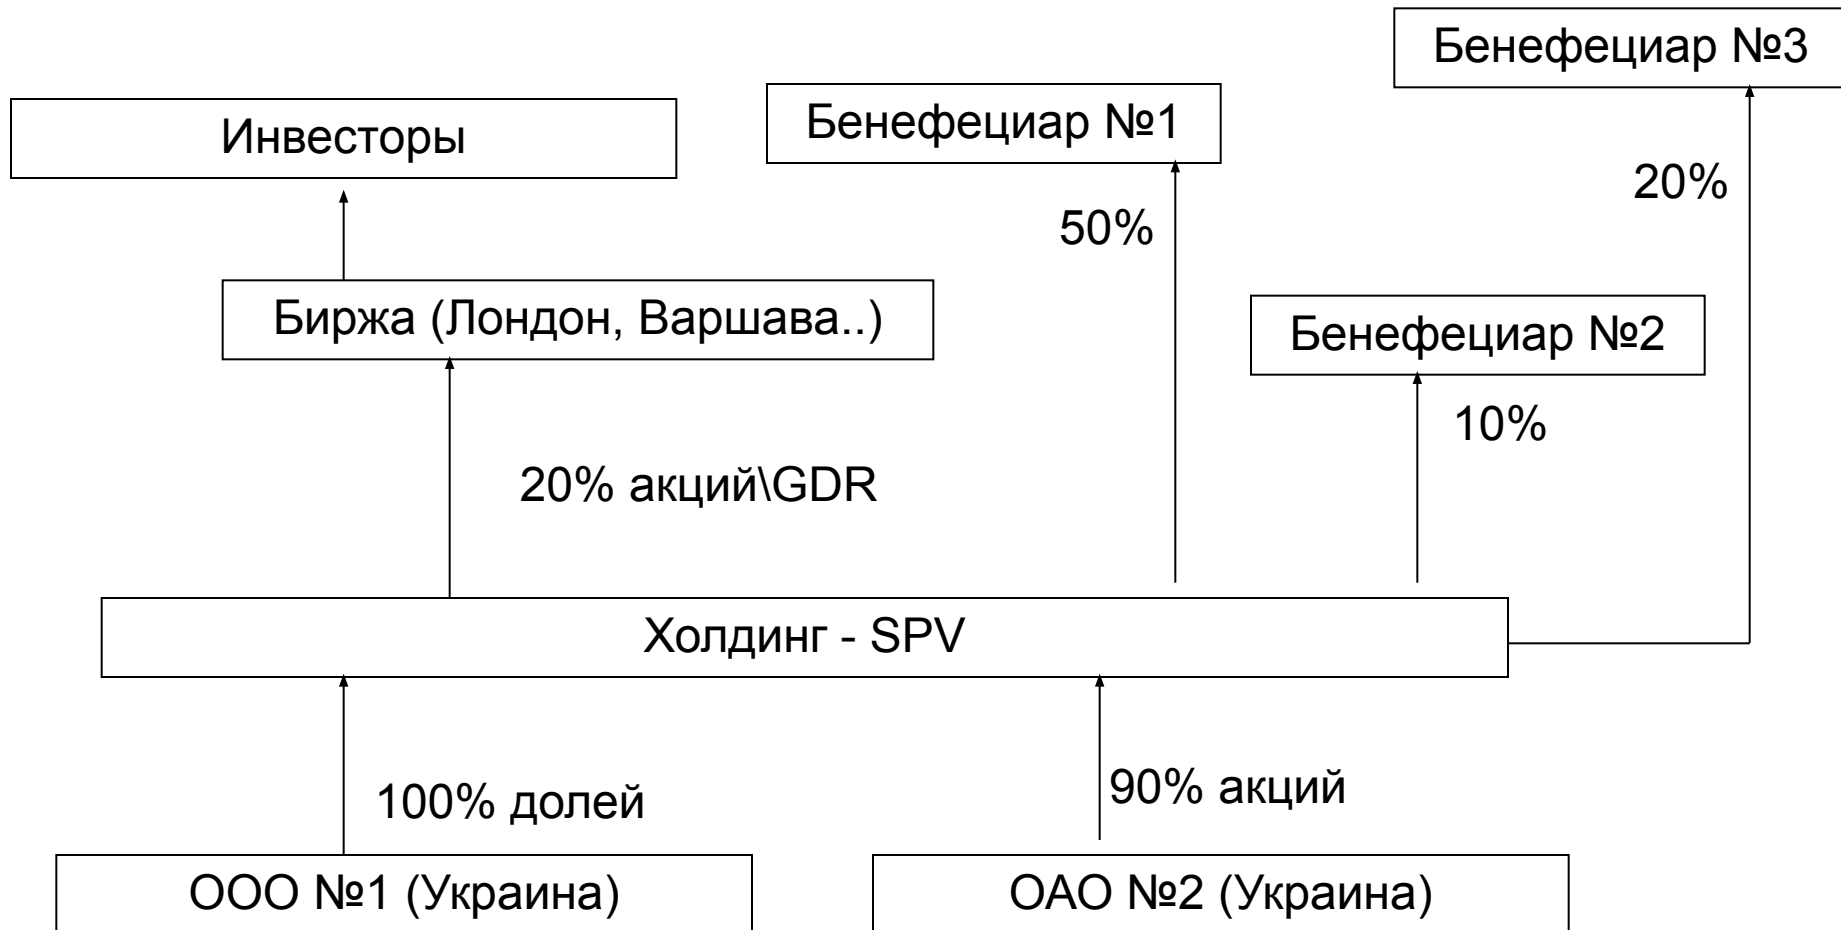 Бенефециар №3
Инвесторы
Бенефециар №1
20%
50%
Биржа (Лондон, Варшава..)
Бенефециар №2
10%
20% акций\GDR
Холдинг - SPV
100% долей
90% акций
ООО №1 (Украина)
ОАО №2 (Украина)